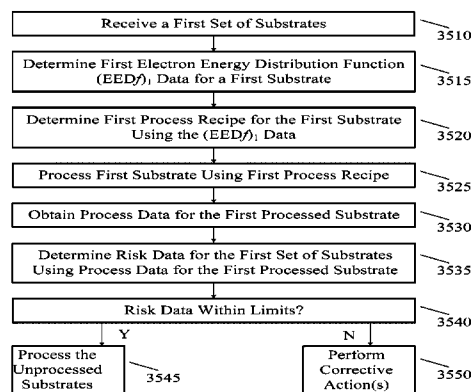 Receive a First Set of Substrates
3510
Determine First Electron Energy Distribution Function
(EEDf)₁ Data for a First Substrate
3515
Determine First Process Recipe for the First Substrate
Using the (EEDf)₁ Data
3520
Process First Substrate Using First Process Recipe
3525
Obtain Process Data for the First Processed Substrate
3530
Determine Risk Data for the First Set of Substrates
Using Process Data for the First Processed Substrate
3535
Risk Data Within Limits?
3540
Y
N
Process the
Unprocessed
Substrates
3545
Perform
Corrective
Action(s)
3550